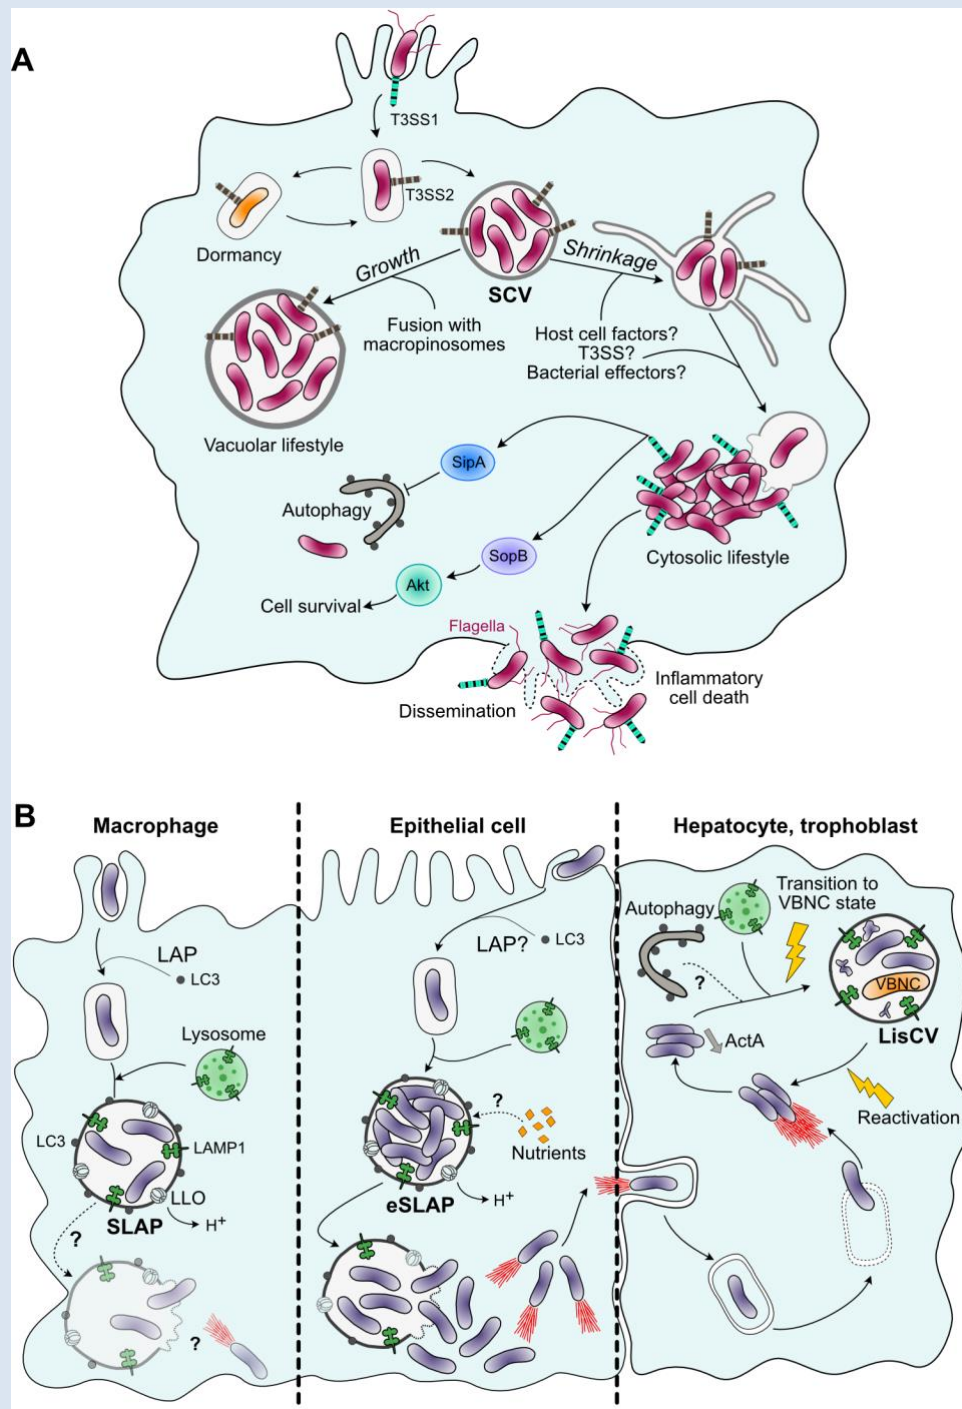 A
T3SS1
T3SS2
Dormancy
Growth
Shrinkage
SCV
Fusion with
macropinosomes
Host cell factors?
T3SS?
Bacterial effectors?
Vacuolar lifestyle
SipA
Autophagy
SopB
Cytosolic lifestyle
Akt
Cell survival
Flagella
Inflammatory
cell death
Dissemination
B
Macrophage
LAP
LC3
Lysosome
LC3
LAMP1
LLO
SLAP
H+
?
?
Epithelial cell
LAP?
LC3
?
Nutrients
eSLAP
H+
Hepatocyte, trophoblast
Transition to
VBNC state
Autophagy
?
VBNC
LisCV
ActA
Reactivation